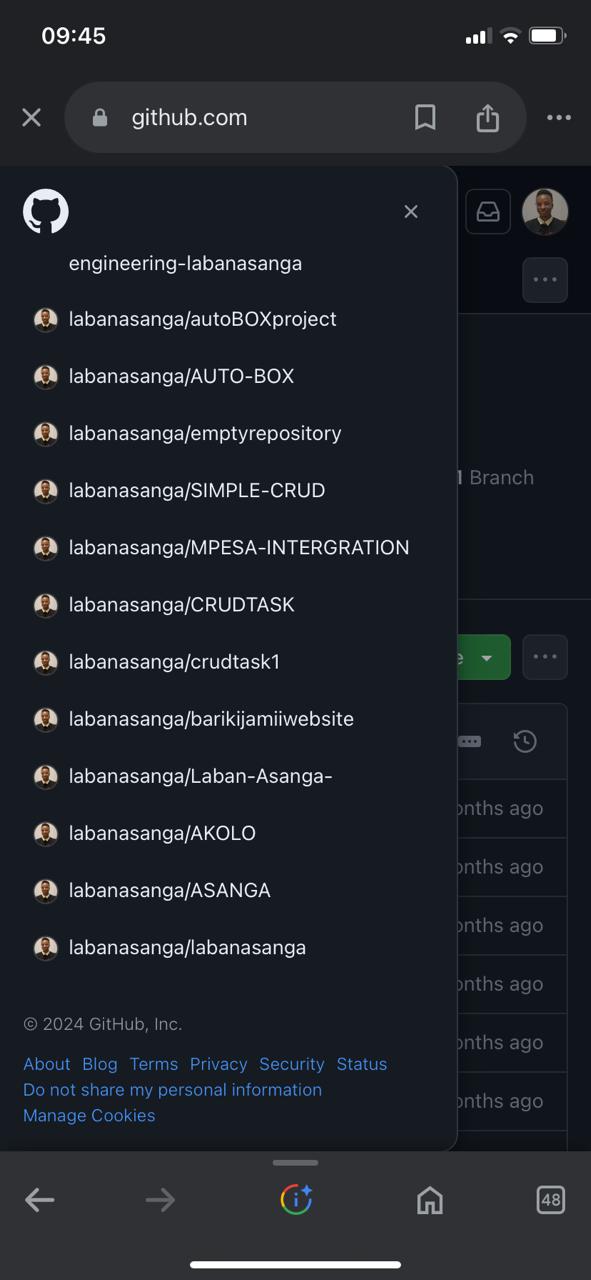 09:45
github.com
engineering-labanasanga
labanasanga/autoBOXproject
labanasanga/AUTO-BOX
labanasanga/emptyrepository
1 Branch
labanasanga/SIMPLE-CRUD
labanasanga/MPESA-INTERGRATION
labanasanga/CRUDTASK
labanasanga/crudtask1
labanasanga/barikijamiiwebsite
labanasanga/Laban-Asanga-
onths ago
labanasanga/AKOLO
onths ago
labanasanga/ASANGA
onths ago
labanasanga/labanasanga
onths ago
© 2024 GitHub, Inc.
onths ago
About Blog Terms Privacy Security Status
Do not share my personal information
onths ago
Manage Cookies
48